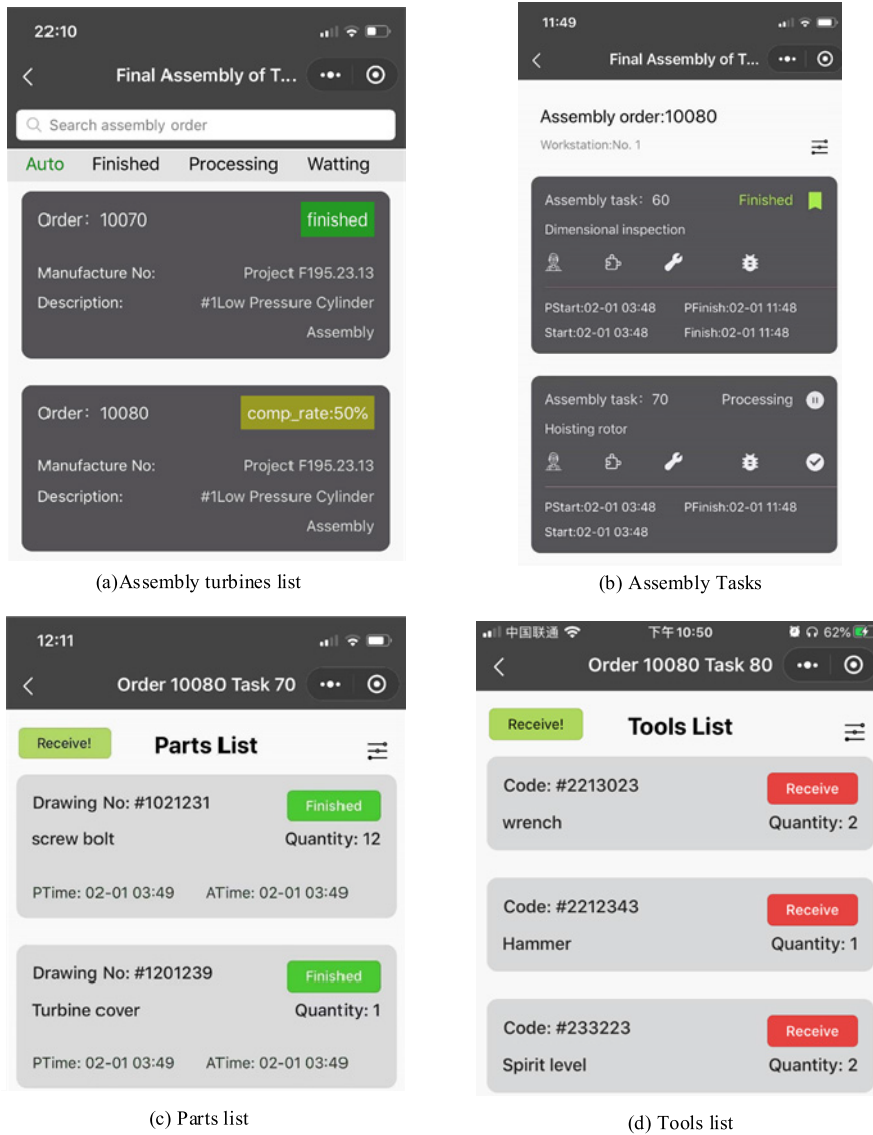 22:10
Final Assembly of T...
Search assembly order
Auto Finished Processing Watting
Order: 10070 finished
Manufacture No: Project F195.23.13
Description: #1Low Pressure Cylinder
Assembly
Order: 10080 comp_rate:50%
Manufacture No: Project F195.23.13
Description: #1Low Pressure Cylinder
Assembly
(a)Assembly turbines list
11:49
Final Assembly of T...
Assembly order:10080
Workstation:No. 1
Assembly task: 60 Finished
Dimensional inspection
PStart:02-01 03:48 PFinish:02-01 11:48
Start:02-01 03:48 Finish:02-01 11:48
Assembly task: 70 Processing
Hoisting rotor
PStart:02-01 03:48 PFinish:02-01 11:48
Start:02-01 03:48
(b) Assembly Tasks
12:11
Order 10080 Task 70
Receive! Parts List
Drawing No: #1021231 Finished
screw bolt Quantity: 12
PTime: 02-01 03:49 ATime: 02-01 03:49
Drawing No: #1201239 Finished
Turbine cover Quantity: 1
PTime: 02-01 03:49 ATime: 02-01 03:49
(c) Parts list
中国联通 下午10:50 62%
Order 10080 Task 80
Receive! Tools List
Code: #2213023 Receive
wrench Quantity: 2
Code: #2212343 Receive
Hammer Quantity: 1
Code: #233223 Receive
Spirit level Quantity: 2
(d) Tools list